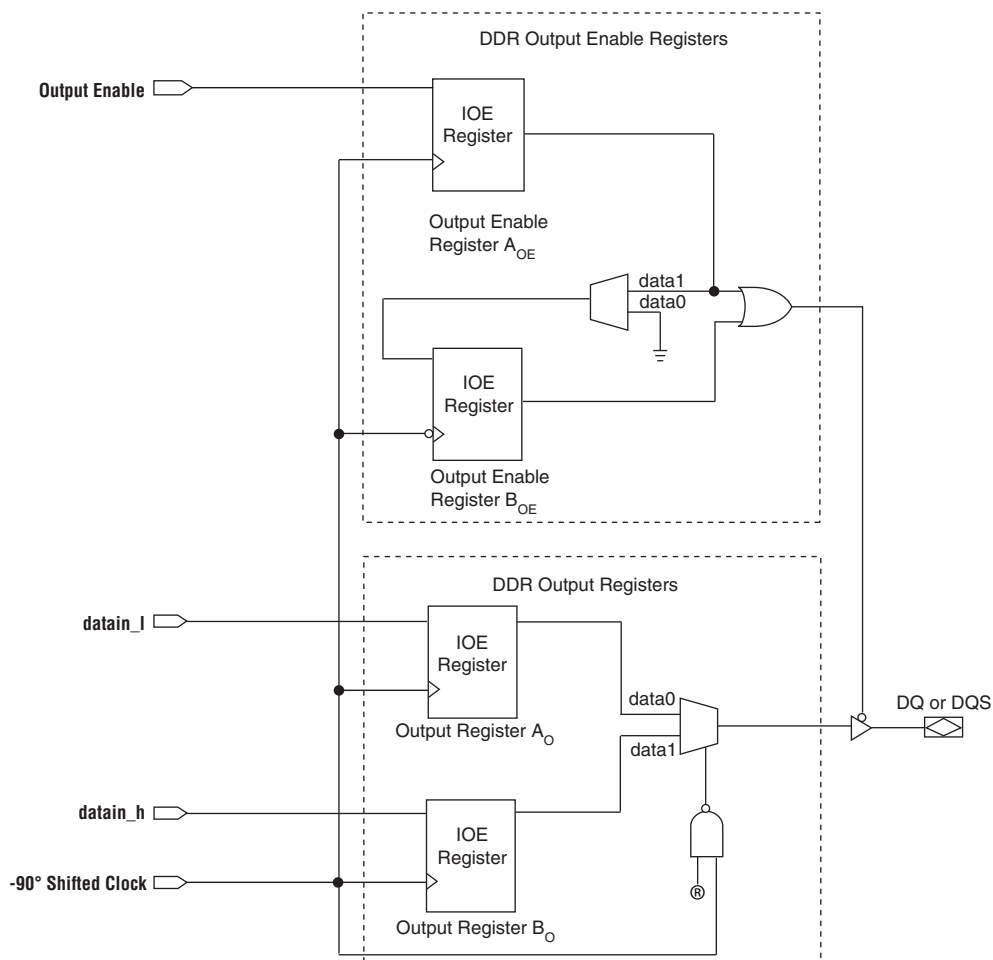 DDR Output Enable Registers
Output Enable
IOE
Register
Output Enable
Register A_OE
data1
data0
IOE
Register
Output Enable
Register B_OE
DDR Output Registers
datain_l
IOE
Register
data0
DQ or DQS
Output Register A_O
data1
datain_h
IOE
Register
-90° Shifted Clock
R
Output Register B_O